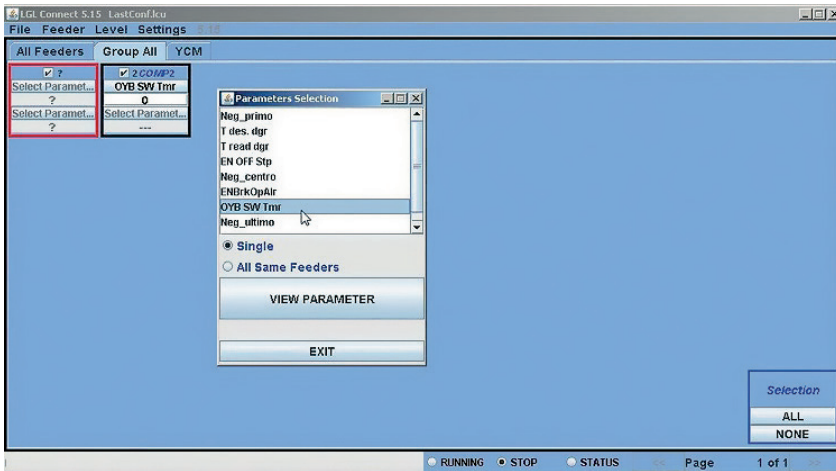 LGL Connect 5.15 LastConf.lcu
File Feeder Level Settings 5.15
All Feeders Group All YCM
? 2 COMP2
Select Paramet... OYB SW Tmr
? 0
Select Paramet... Select Paramet...
? ---
Parameters Selection
Neg_primo
T des. dgr
T read dgr
EN OFF Stp
Neg_centro
ENBrkOpAlr
OYB SW Tmr
Neg_ultimo
Single
All Same Feeders
VIEW PARAMETER
EXIT
Selection
ALL
NONE
RUNNING STOP STATUS << Page 1 of 1 >>